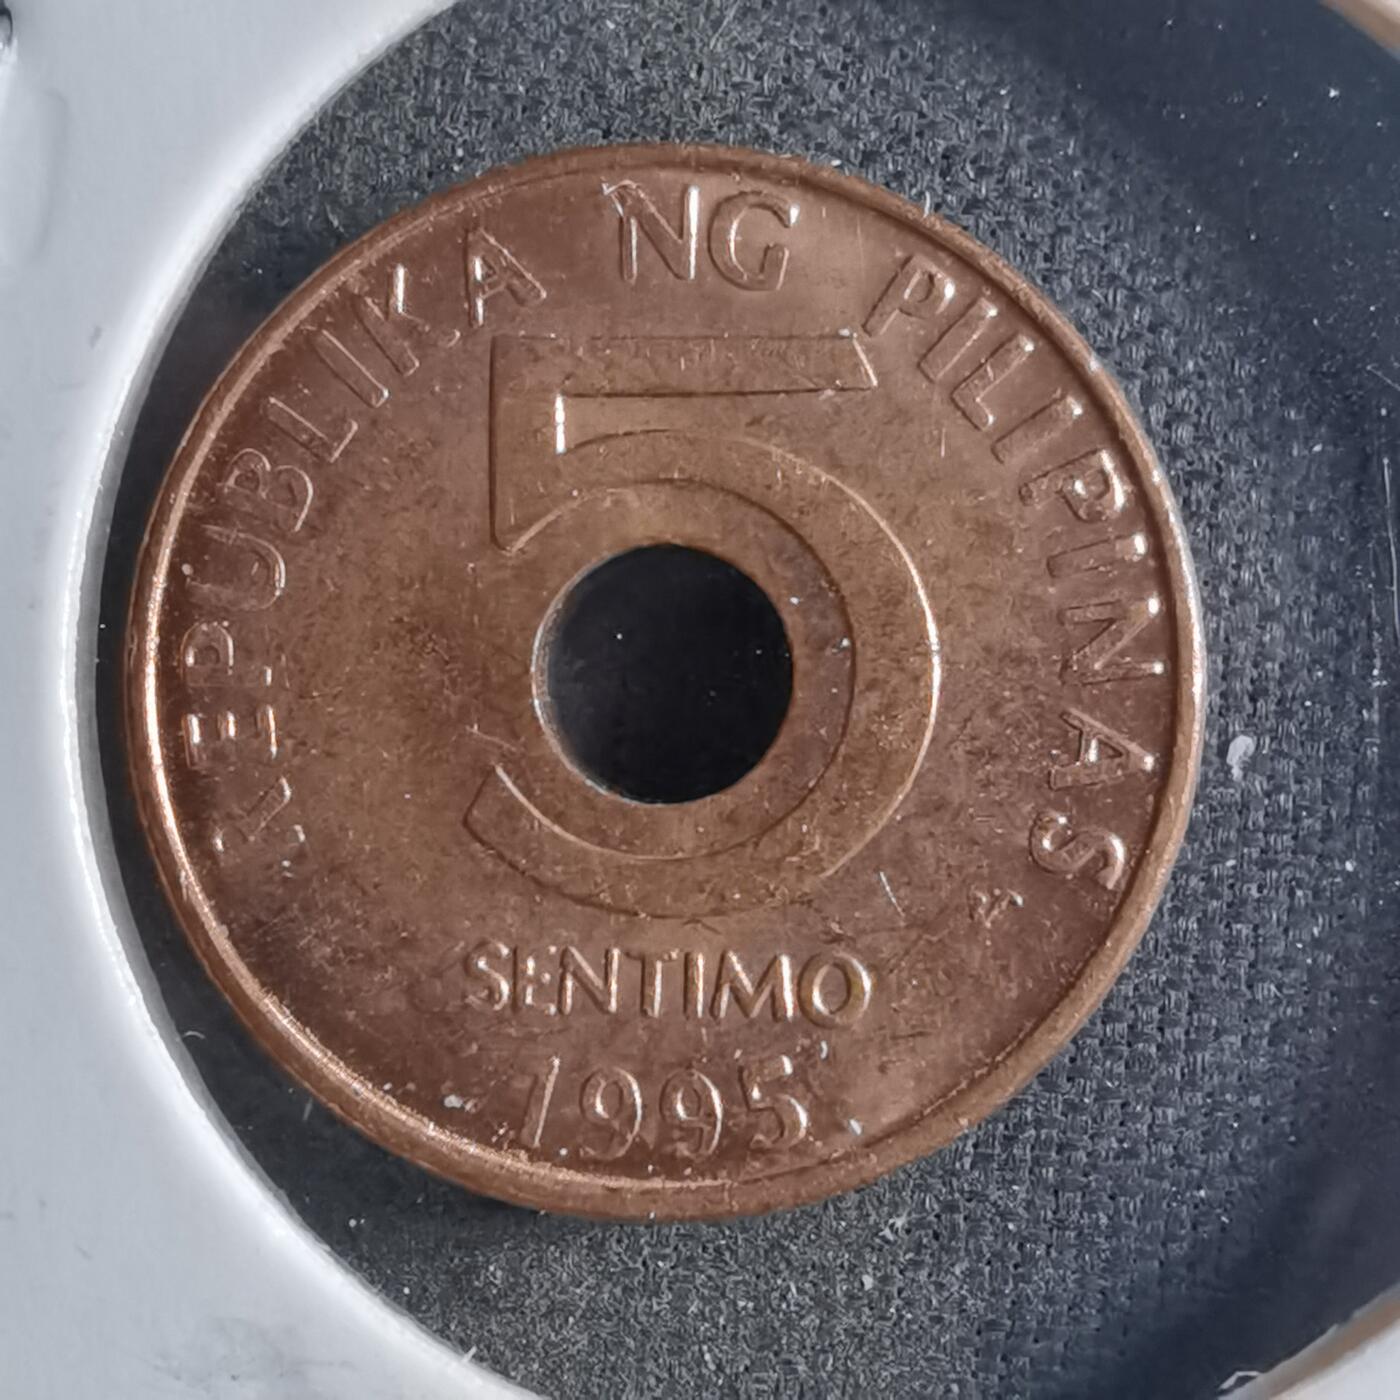 REPUBLIKA NG PILIPINAS
5
SENTIMO
1995